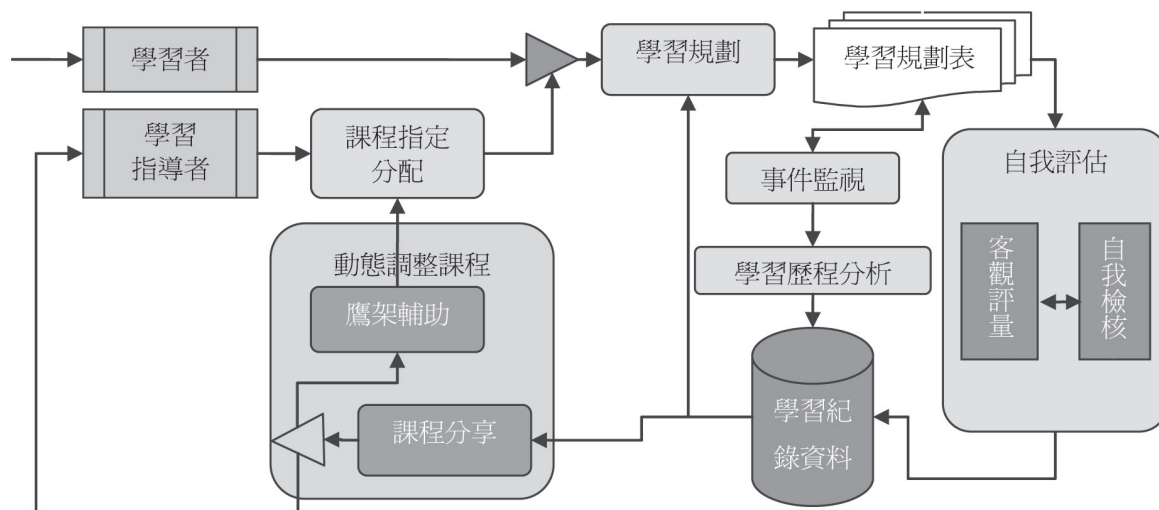 學習者
學習規劃
學習規劃表
學習
指導者
課程指定
分配
事件監視
自我評估
動態調整課程
學習歷程分析
客觀評量
自我檢核
鷹架輔助
課程分享
學習紀
錄資料